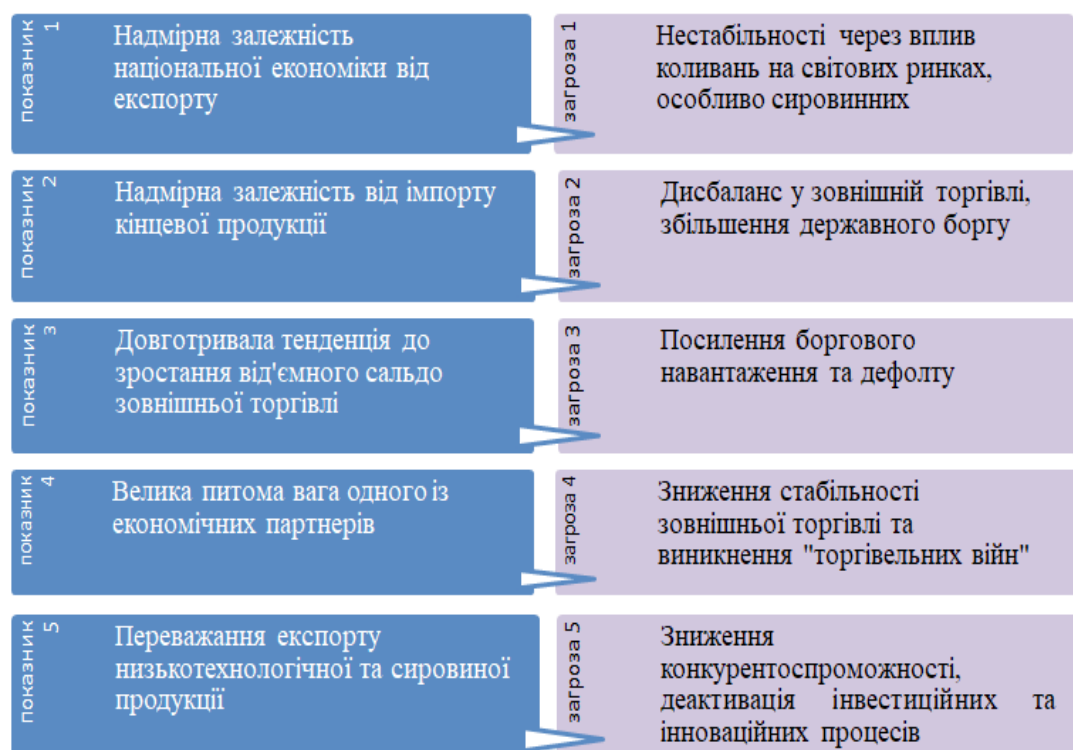 показник 1
Надмірна залежність
національної економіки від
експорту
загроза 1
Нестабільності через вплив
коливань на світових ринках,
особливо сировинних
показник 2
Надмірна залежність від імпорту
кінцевої продукції
загроза 2
Дисбаланс у зовнішній торгівлі,
збільшення державного боргу
показник 3
Довготривала тенденція до
зростання від'ємного сальдо
зовнішньої торгівлі
загроза 3
Посилення боргового
навантаження та дефолту
показник 4
Велика питома вага одного із
економічних партнерів
загроза 4
Зниження стабільності
зовнішньої торгівлі та
виникнення "торгівельних війн"
показник 5
Переважання експорту
низькотехнологічної та сировиної
продукції
загроза 5
Зниження
конкурентоспроможності,
деактивація інвестиційних та
інноваційних процесів